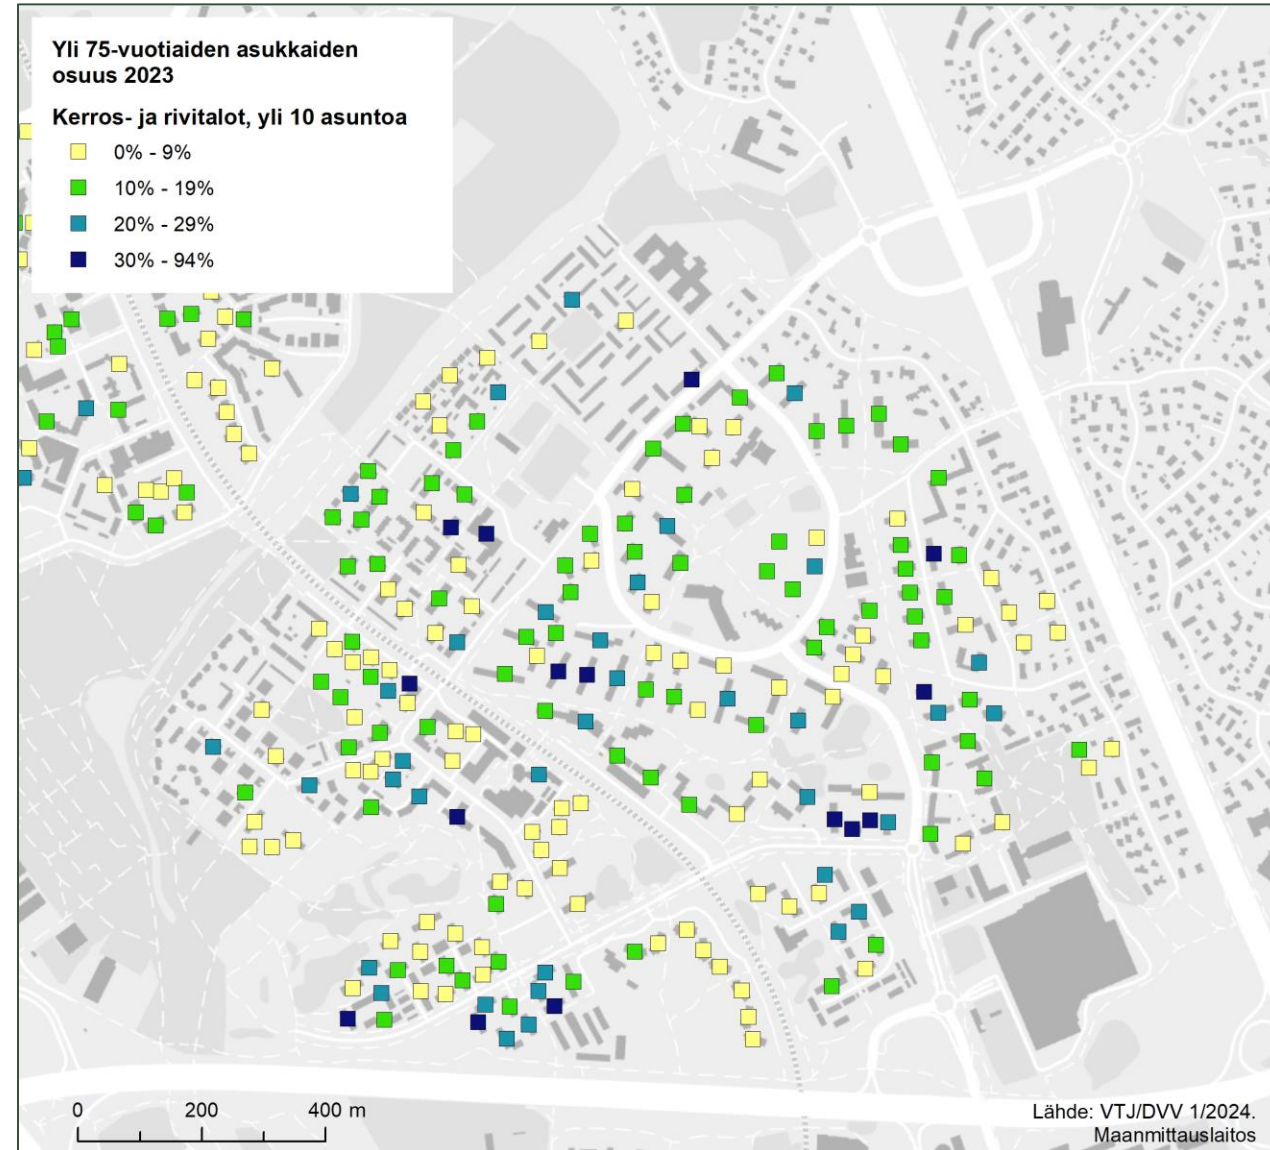 Yli 75-vuotiaiden asukkaiden
osuus 2023
Kerros- ja rivitalot, yli 10 asuntoa
0% - 9%
10% - 19%
20% - 29%
30% - 94%
0 200 400 m
Lähde: VTJ/DVV 1/2024.
Maanmittauslaitos